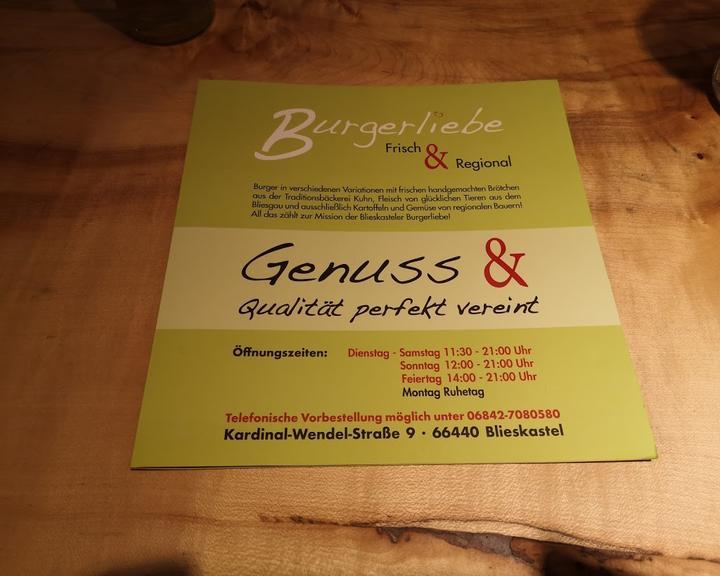 Burgerliebe
Frisch & Regional
Burger in verschiedenen Variationen mit frischen handgemachten Brötchen
aus der Traditionsbäckerei Kuhn, Fleisch von glücklichen Tieren aus dem
Bliesgau und ausschließlich Kartoffeln und Gemüse von regionalen Bauern!
All das zählt zur Mission der Blieskasteler Burgerliebe!
Genuss &
Qualität perfekt vereint
Öffnungszeiten: Dienstag - Samstag 11:30 - 21:00 Uhr
Sonntag 12:00 - 21:00 Uhr
Feiertag 14:00 - 21:00 Uhr
Montag Ruhetag
Telefonische Vorbestellung möglich unter 06842-7080580
Kardinal-Wendel-Straße 9 · 66440 Blieskastel